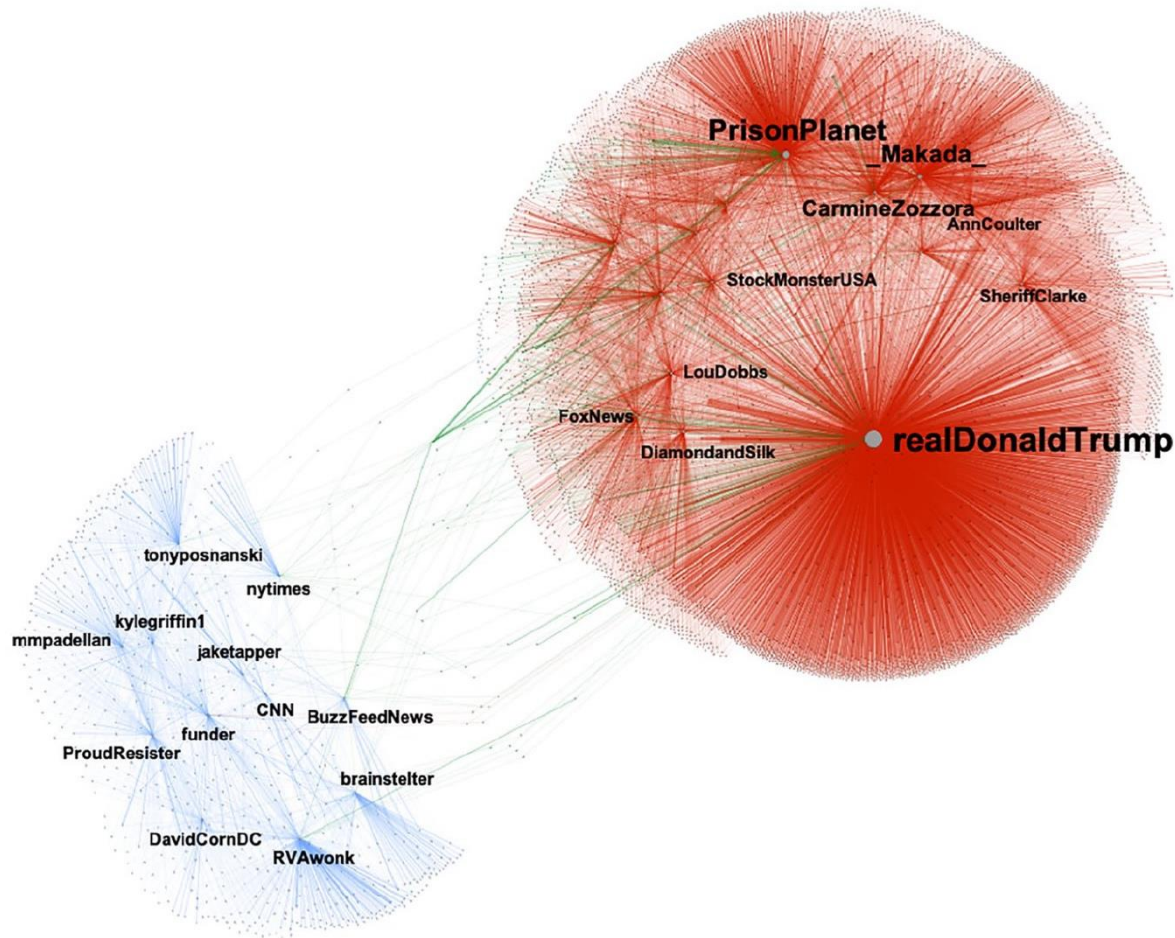 PrisonPlanet
_Makada_
CarmineZozzora
AnnCoulter
StockMonsterUSA
SheriffClarke
LouDobbs
FoxNews
realDonaldTrump
DiamondandSilk
tonyposnanski
nytimes
kylegriffin1
mmpadellan
jaketapper
CNN
BuzzFeedNews
funder
ProudResister
brainstelter
DavidCornDC
RVAwonk